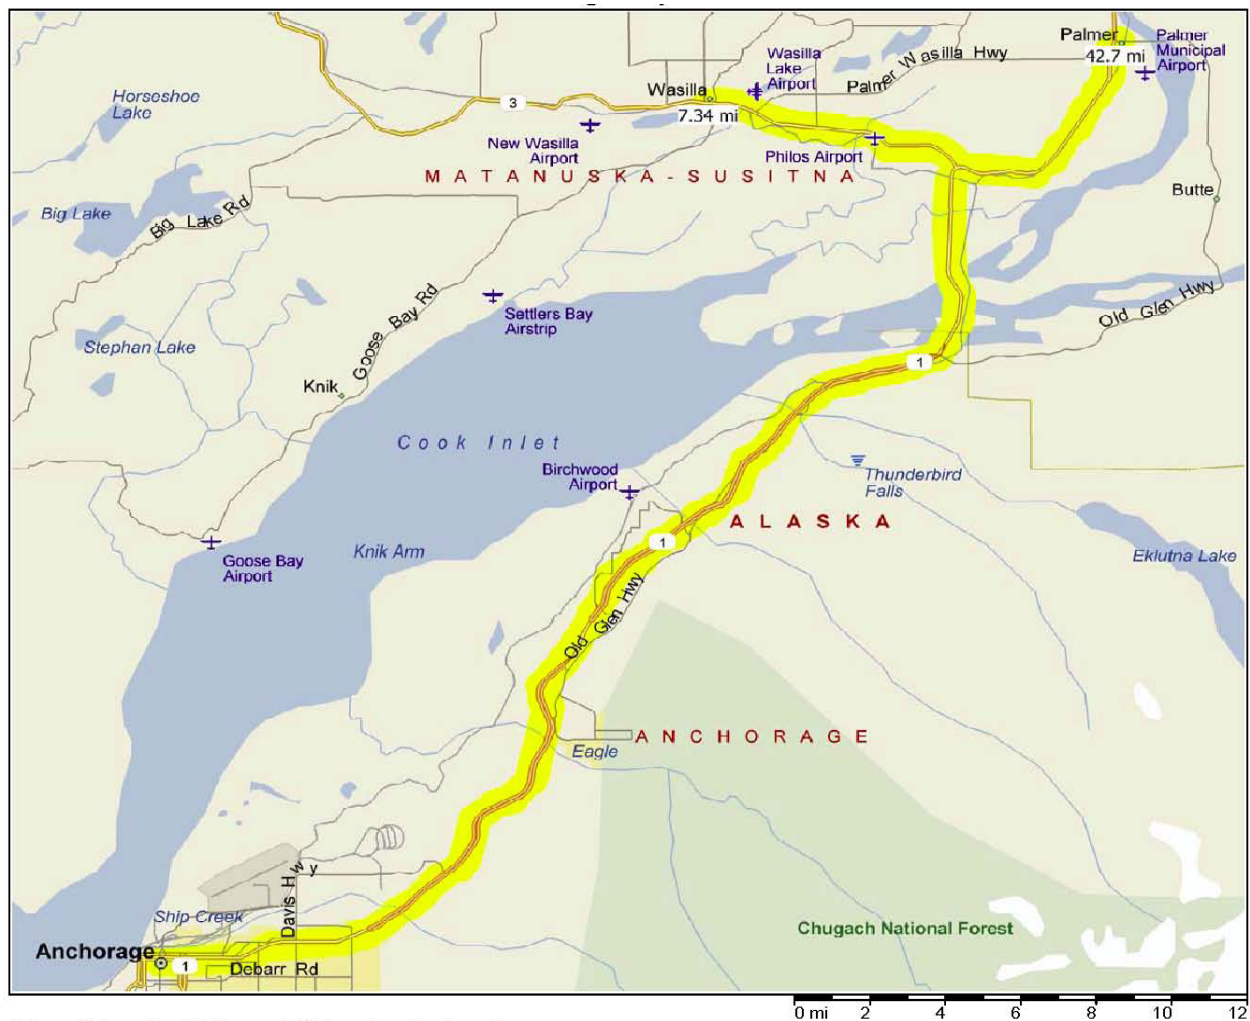 Palmer
42.7 mi
Palmer
Municipal
Airport
Wasilla
Lake
Airport
Palmer Wasilla Hwy
Wasilla
7.34 mi
3
Horseshoe
Lake
New Wasilla
Airport
Philos Airport
MATANUSKA-SUSITNA
Butte
Big Lake
Big Lake Rd
Settlers Bay
Airstrip
Goose Bay Rd
Old Glen Hwy
Stephan Lake
1
Knik
Cook Inlet
Birchwood
Airport
Thunderbird
Falls
ALASKA
1
Knik Arm
Goose Bay
Airport
Eklutna Lake
Old Glen Hwy
ANCHORAGE
Eagle
Davis Hwy
Ship Creek
Chugach National Forest
Anchorage
1
Debarr Rd
0 mi 2 4 6 8 10 12